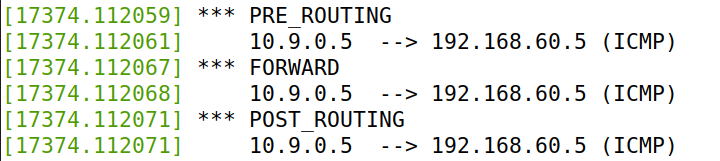 [17374.112059] *** PRE_ROUTING
[17374.112061]     10.9.0.5  --> 192.168.60.5 (ICMP)
[17374.112067] *** FORWARD
[17374.112068]     10.9.0.5  --> 192.168.60.5 (ICMP)
[17374.112071] *** POST_ROUTING
[17374.112071]     10.9.0.5  --> 192.168.60.5 (ICMP)